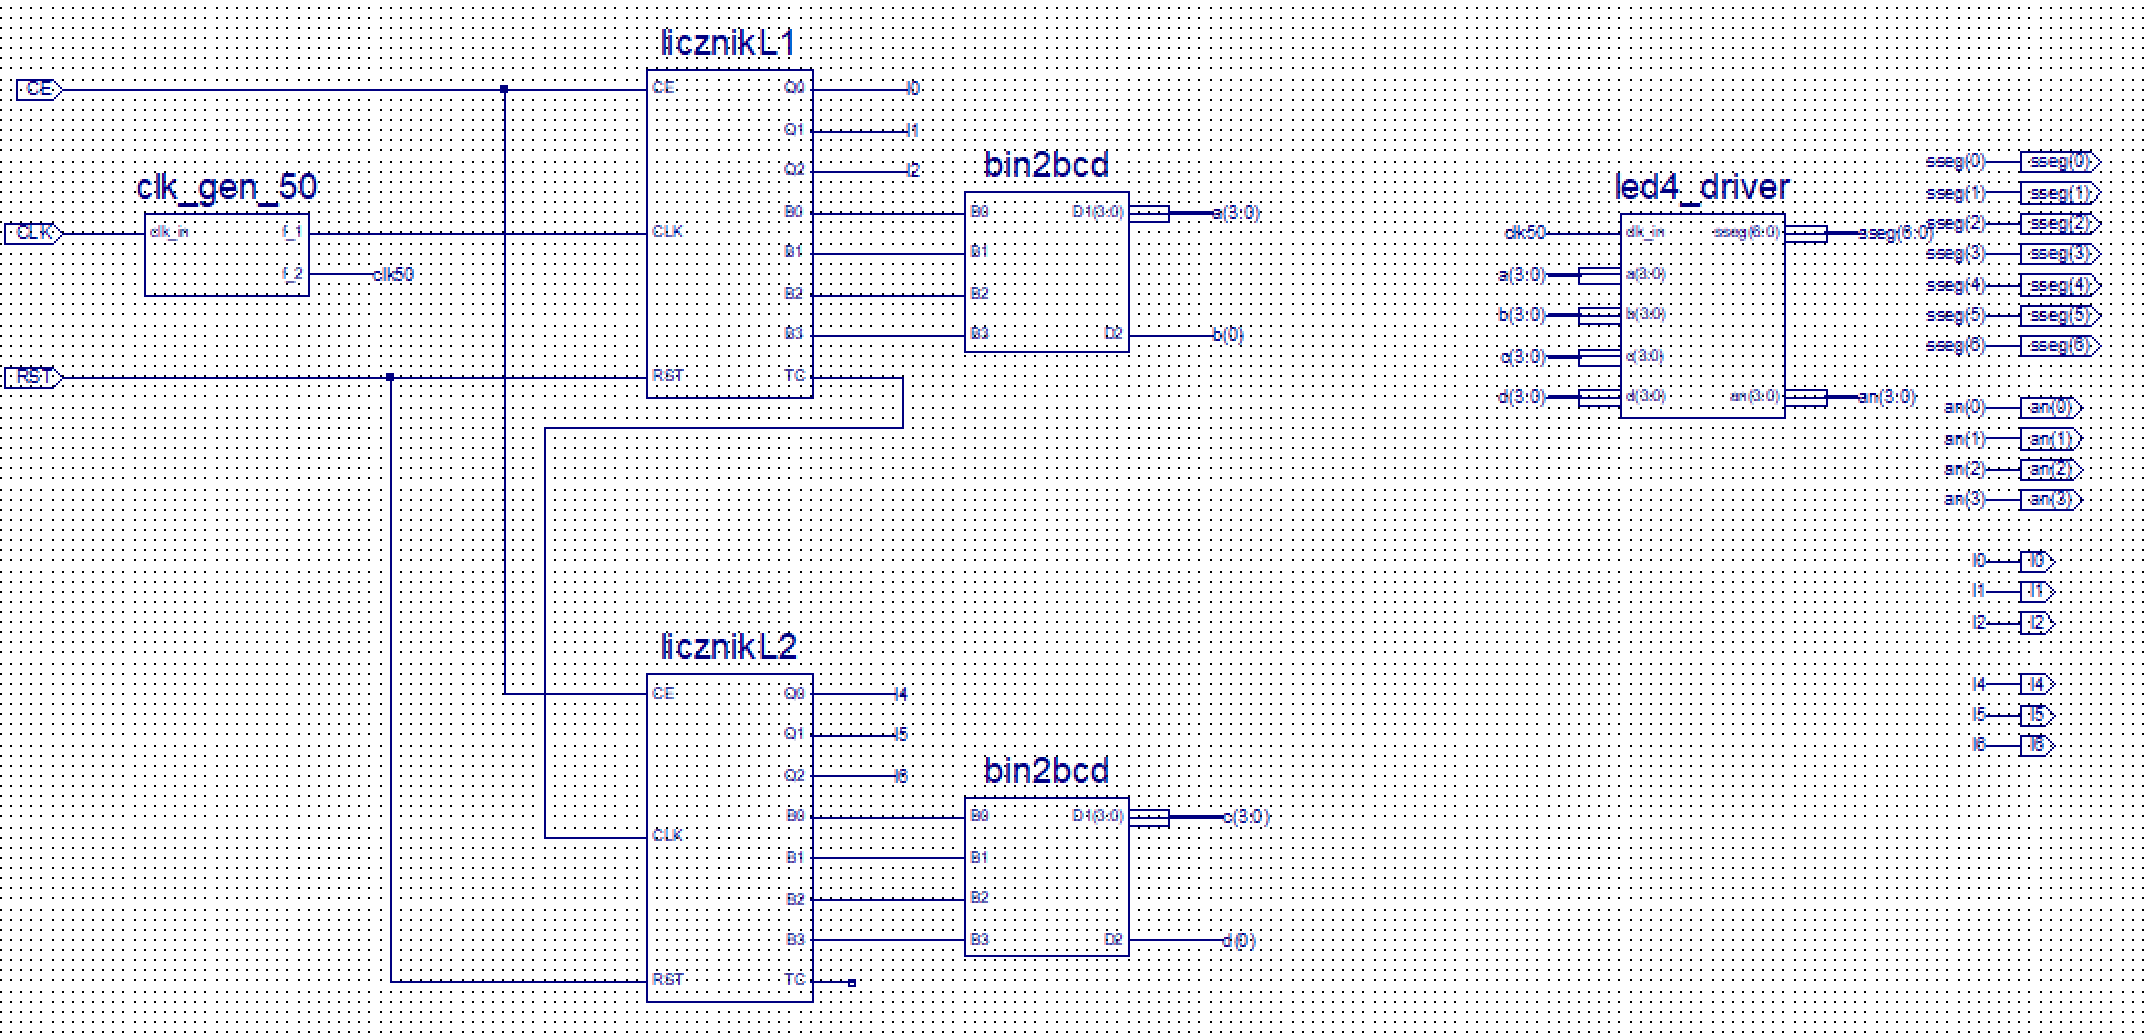 licznikL1
CE
CE
Q0
l0
Q1
l1
Q2
l2
bin2bcd
clk_gen_50
B0
B0
D1(3:0)
a(3:0)
CLK
clk_in
f_1
CLK
B1
B1
f_2
clk50
B2
B2
B3
B3
D2
b(0)
RST
RST
TC
led4_driver
clk50
clk_in
sseg(6:0)
sseg(6:0)
a(3:0)
a(3:0)
b(3:0)
b(3:0)
c(3:0)
c(3:0)
d(3:0)
d(3:0)
an(3:0)
an(3:0)
sseg(0)
sseg(0)
sseg(1)
sseg(1)
sseg(2)
sseg(2)
sseg(3)
sseg(3)
sseg(4)
sseg(4)
sseg(5)
sseg(5)
sseg(6)
sseg(6)
an(0)
an(0)
an(1)
an(1)
an(2)
an(2)
an(3)
an(3)
l0
l0
l1
l1
l2
l2
l4
l4
l5
l5
l6
l6
licznikL2
CE
Q0
l4
Q1
l5
Q2
l6
bin2bcd
B0
B0
D1(3:0)
c(3:0)
CLK
B1
B1
B2
B2
B3
B3
D2
d(0)
RST
TC